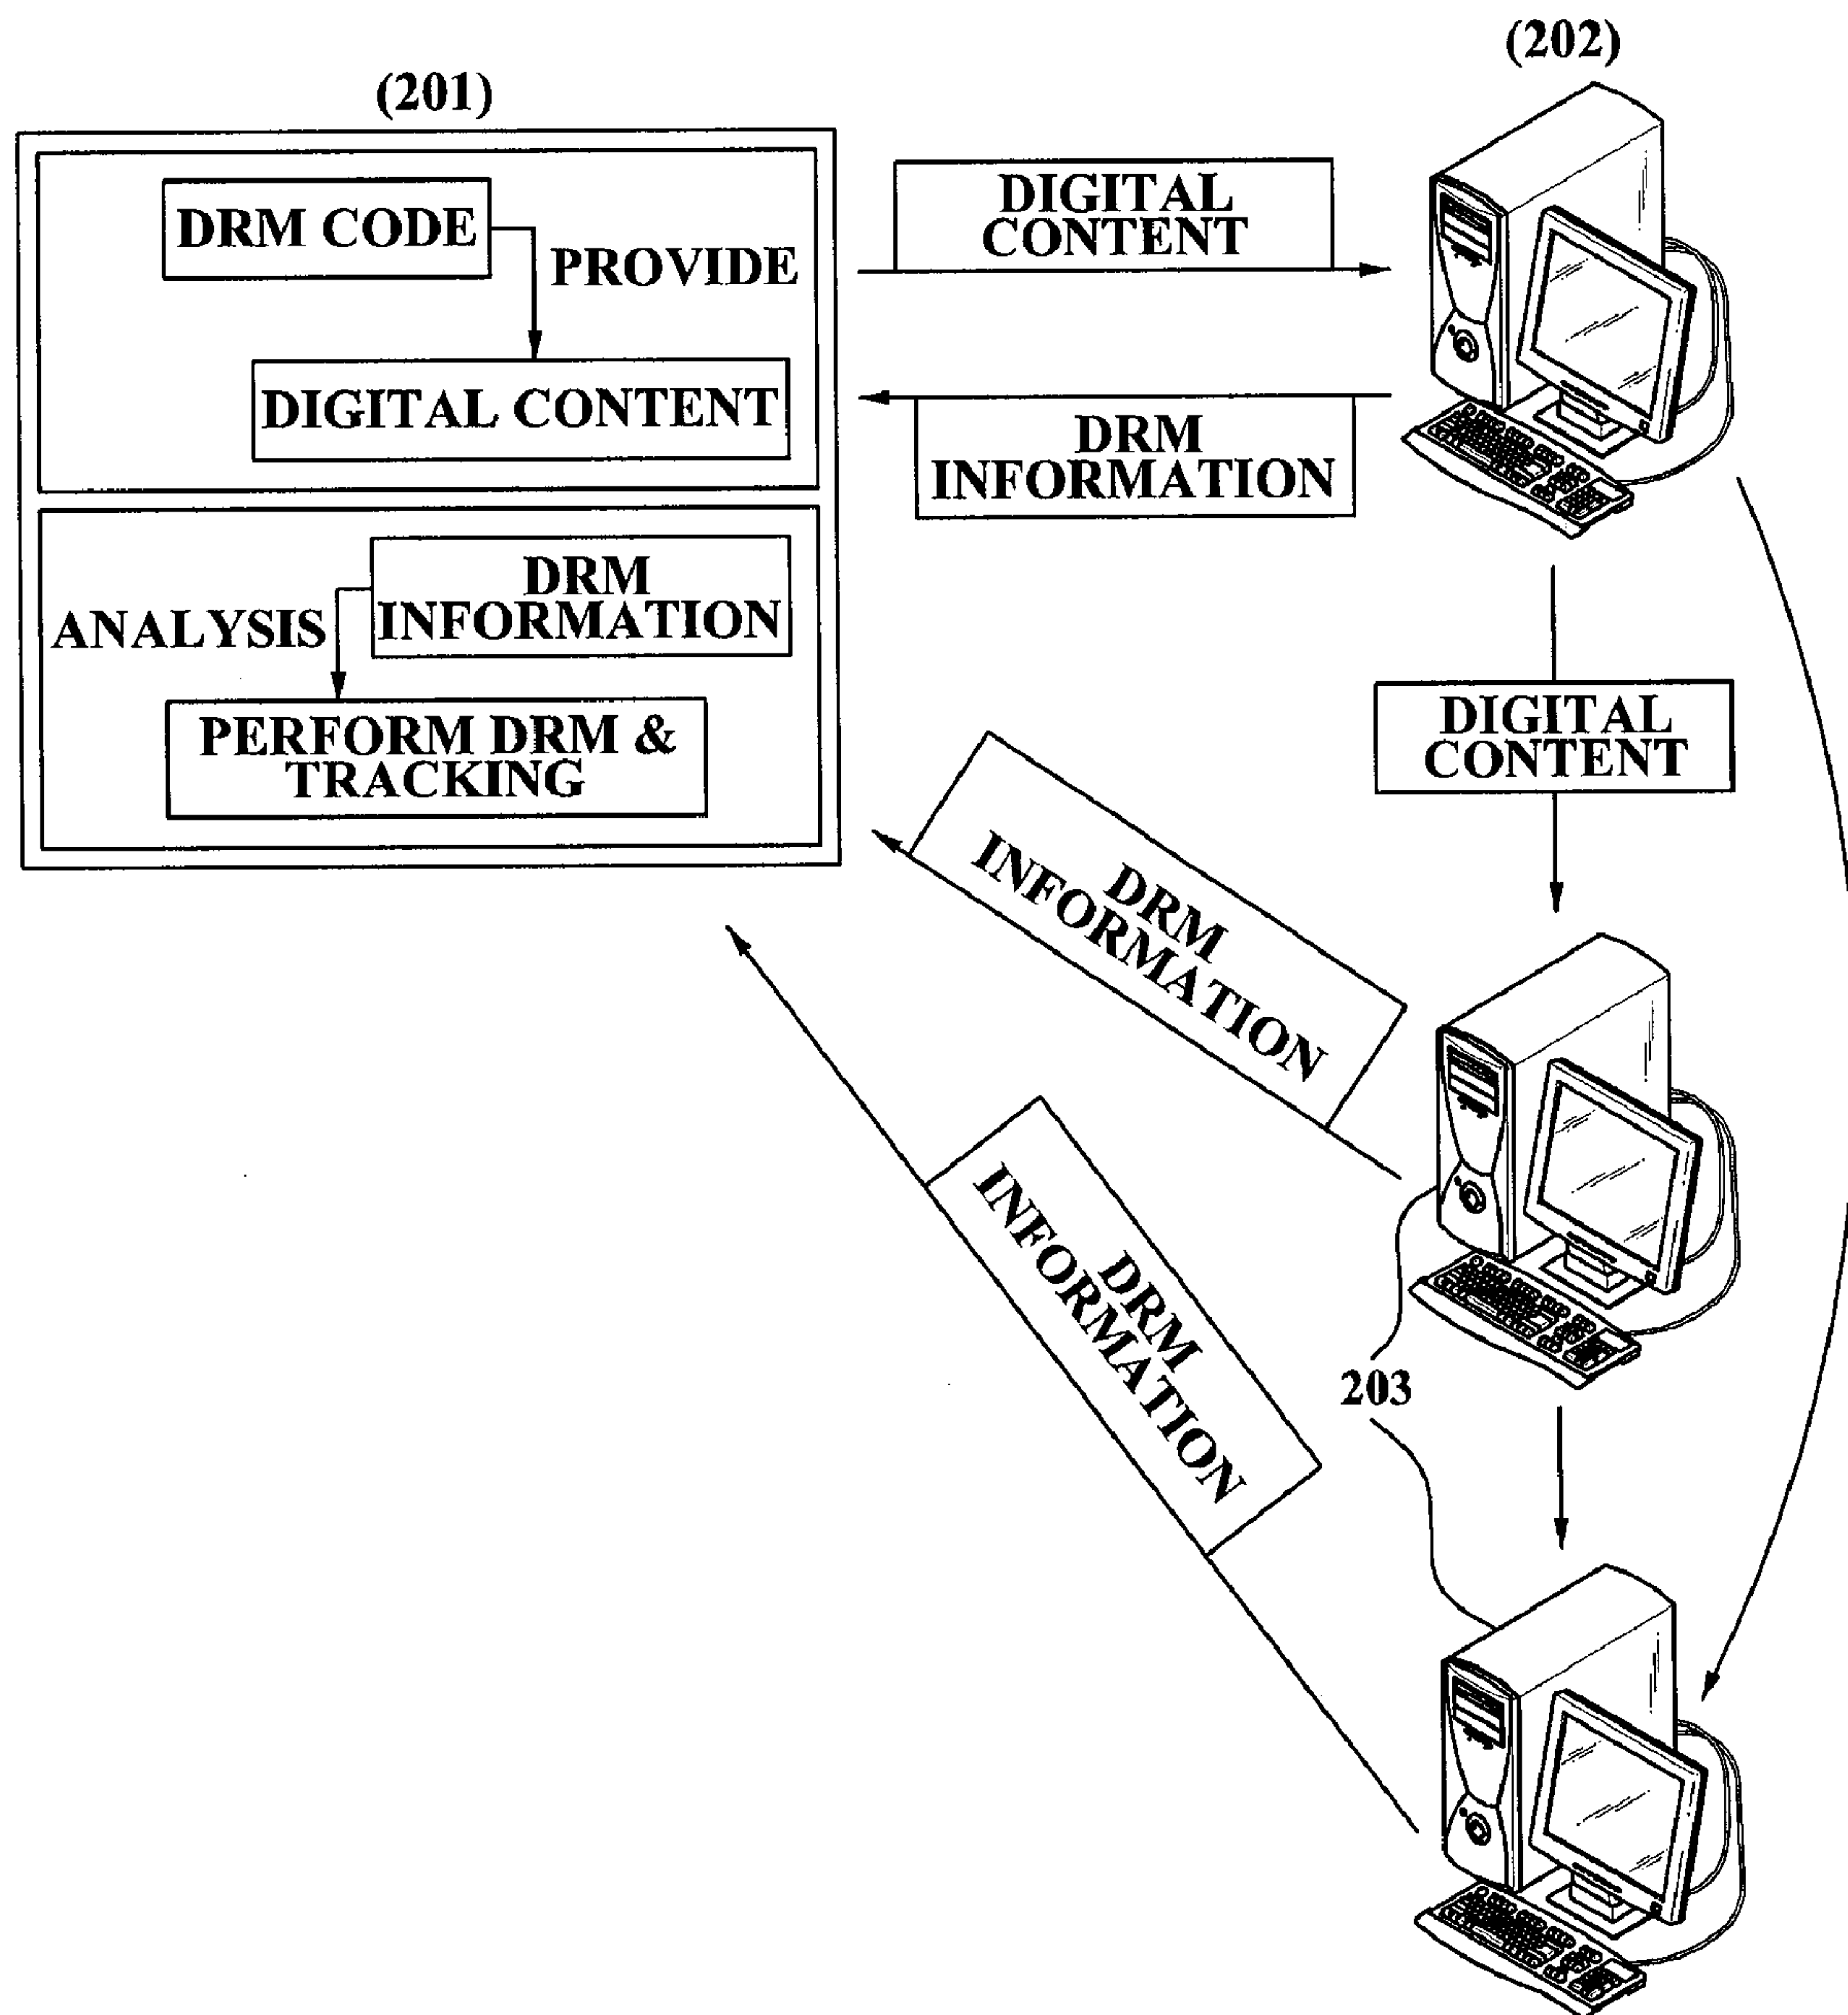 (201)
(202)
DRM CODE
PROVIDE
DIGITAL CONTENT
DIGITAL
CONTENT
DRM
INFORMATION
ANALYSIS
DRM
INFORMATION
PERFORM DRM &
TRACKING
DIGITAL
CONTENT
DRM
INFORMATION
DRM
INFORMATION
203